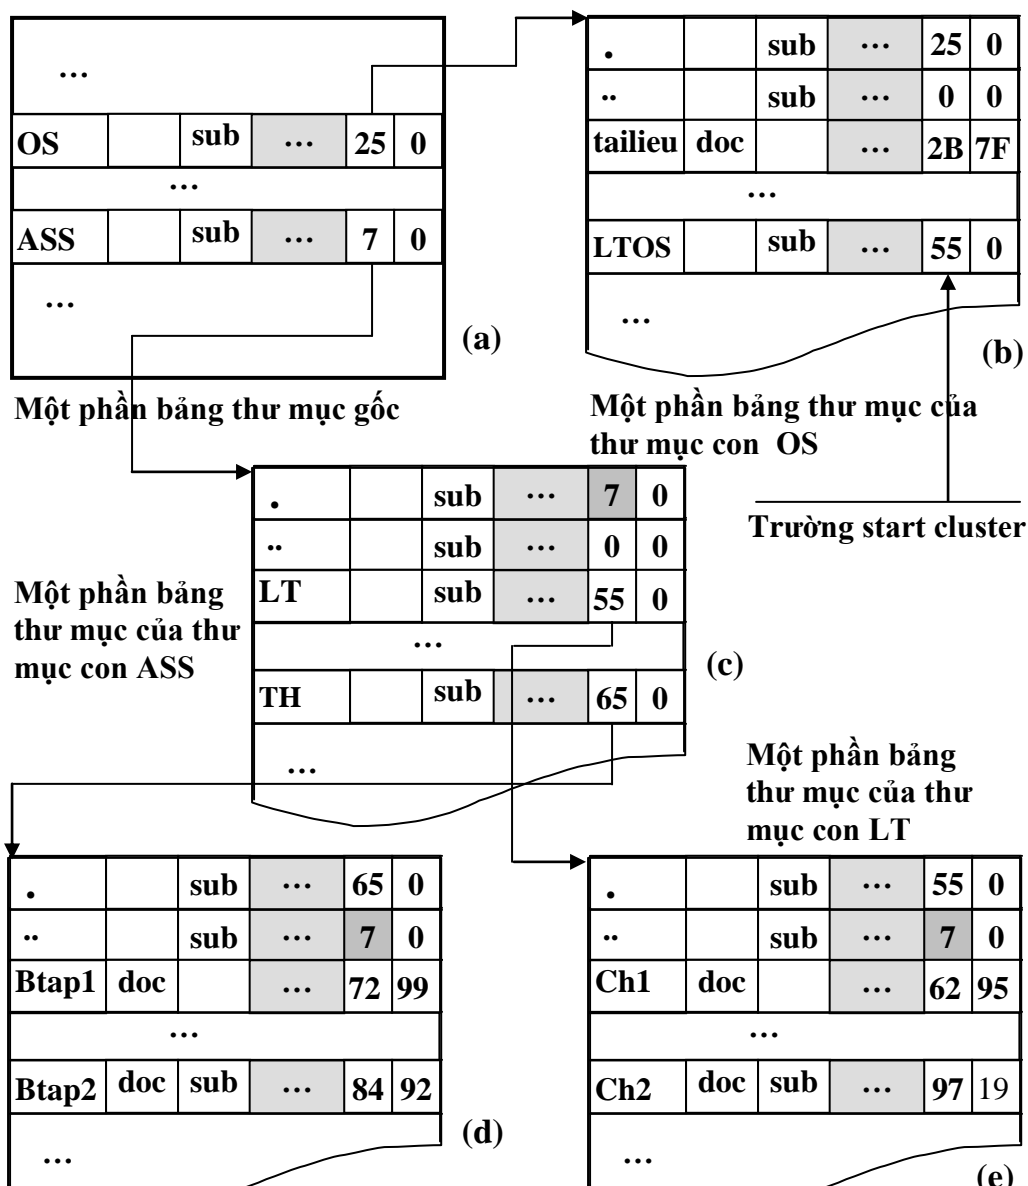 ...
OS sub ... 25 0
...
ASS sub ... 7 0
...
(a)
Một phần bảng thư mục gốc
. sub ... 25 0
.. sub ... 0 0
tailieu doc ... 2B 7F
...
LTOS sub ... 55 0
...
(b)
Một phần bảng thư mục của
thư mục con OS
Trường start cluster
. sub ... 7 0
.. sub ... 0 0
LT sub ... 55 0
...
TH sub ... 65 0
...
(c)
Một phần bảng
thư mục của thư
mục con ASS
Một phần bảng
thư mục của thư
mục con LT
. sub ... 65 0
.. sub ... 7 0
Btap1 doc ... 72 99
...
Btap2 doc sub ... 84 92
...
(d)
. sub ... 55 0
.. sub ... 7 0
Ch1 doc ... 62 95
...
Ch2 doc sub ... 97 19
...
(e)